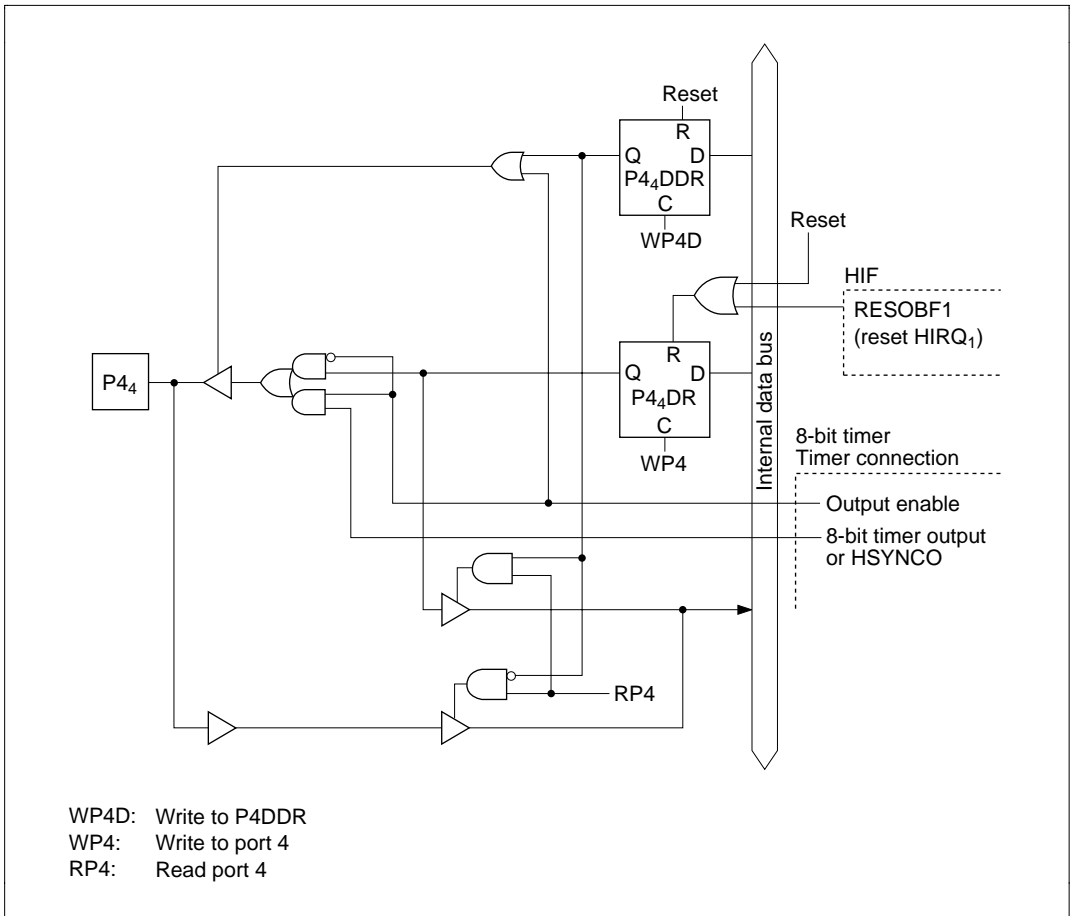 Reset
R
Q D
P4₄DDR
C
WP4D
Reset
HIF
RESOBF1
(reset HIRQ₁)
R
Q D
P4₄DR
C
WP4
P4₄
Internal data bus
8-bit timer
Timer connection
Output enable
8-bit timer output
or HSYNCO
RP4
WP4D: Write to P4DDR
WP4: Write to port 4
RP4: Read port 4